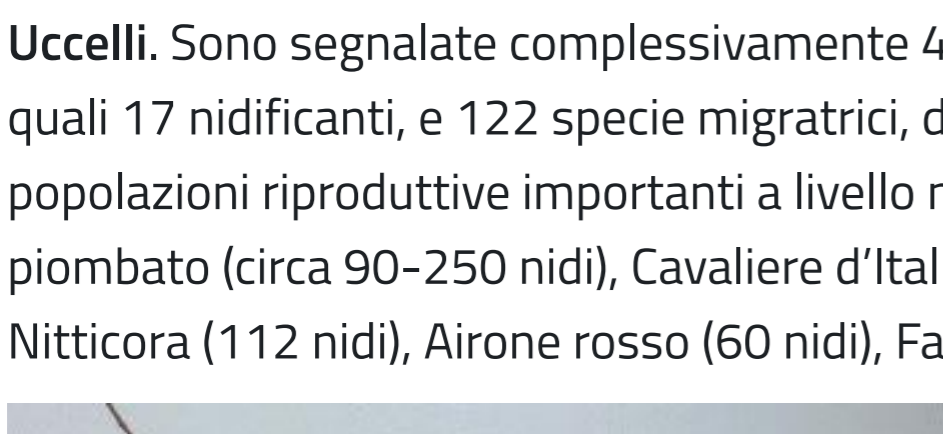 Uccelli. Sono segnalate complessivamente 4
quali 17 nidificanti, e 122 specie migratrici, d
popolazioni riproduttive importanti a livello
piombato (circa 90-250 nidi), Cavaliere d’Ital
Nitticora (112 nidi), Airone rosso (60 nidi), Fa